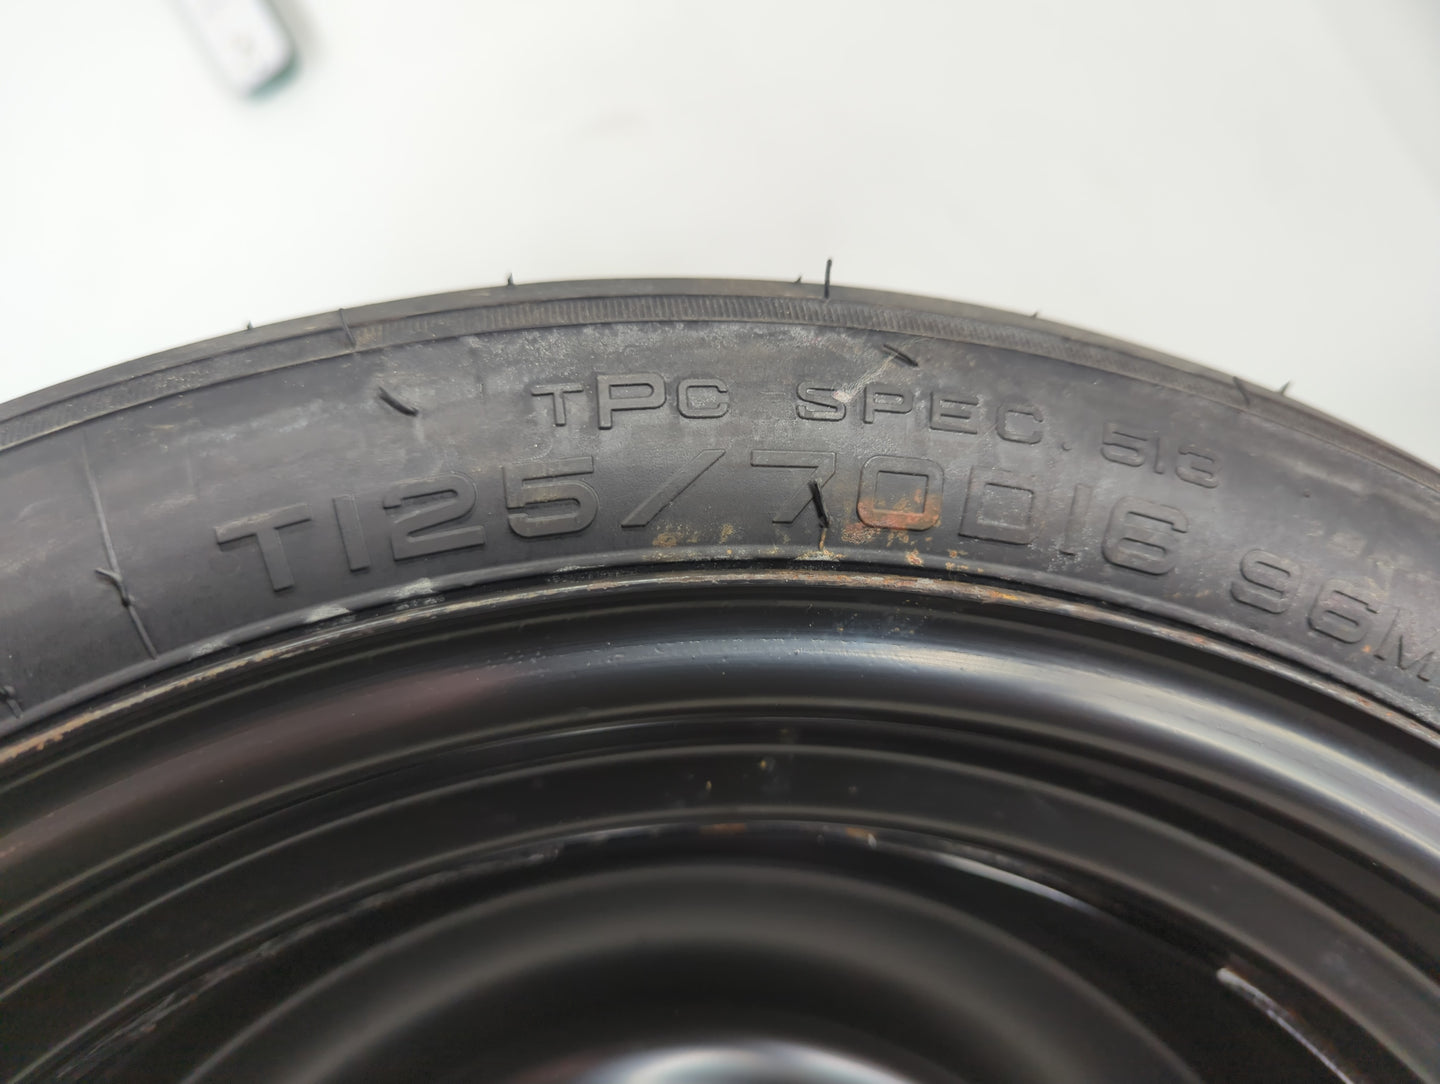 TPC SPEC. 513
T125/70D16 96M